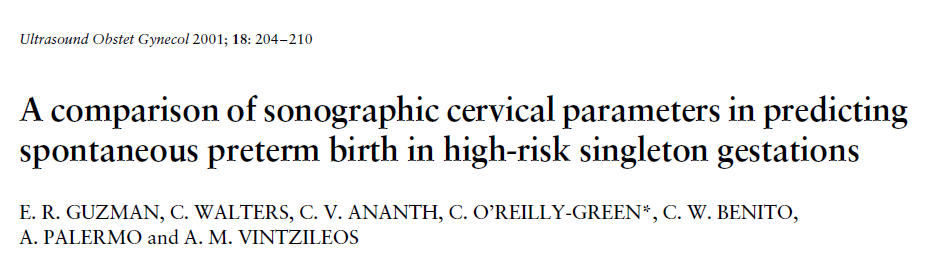 Ultrasound Obstet Gynecol 2001; 18: 204–210
A comparison of sonographic cervical parameters in predicting
spontaneous preterm birth in high-risk singleton gestations
E. R. GUZMAN, C. WALTERS, C. V. ANANTH, C. O’REILLY-GREEN*, C. W. BENITO,
A. PALERMO and A. M. VINTZILEOS